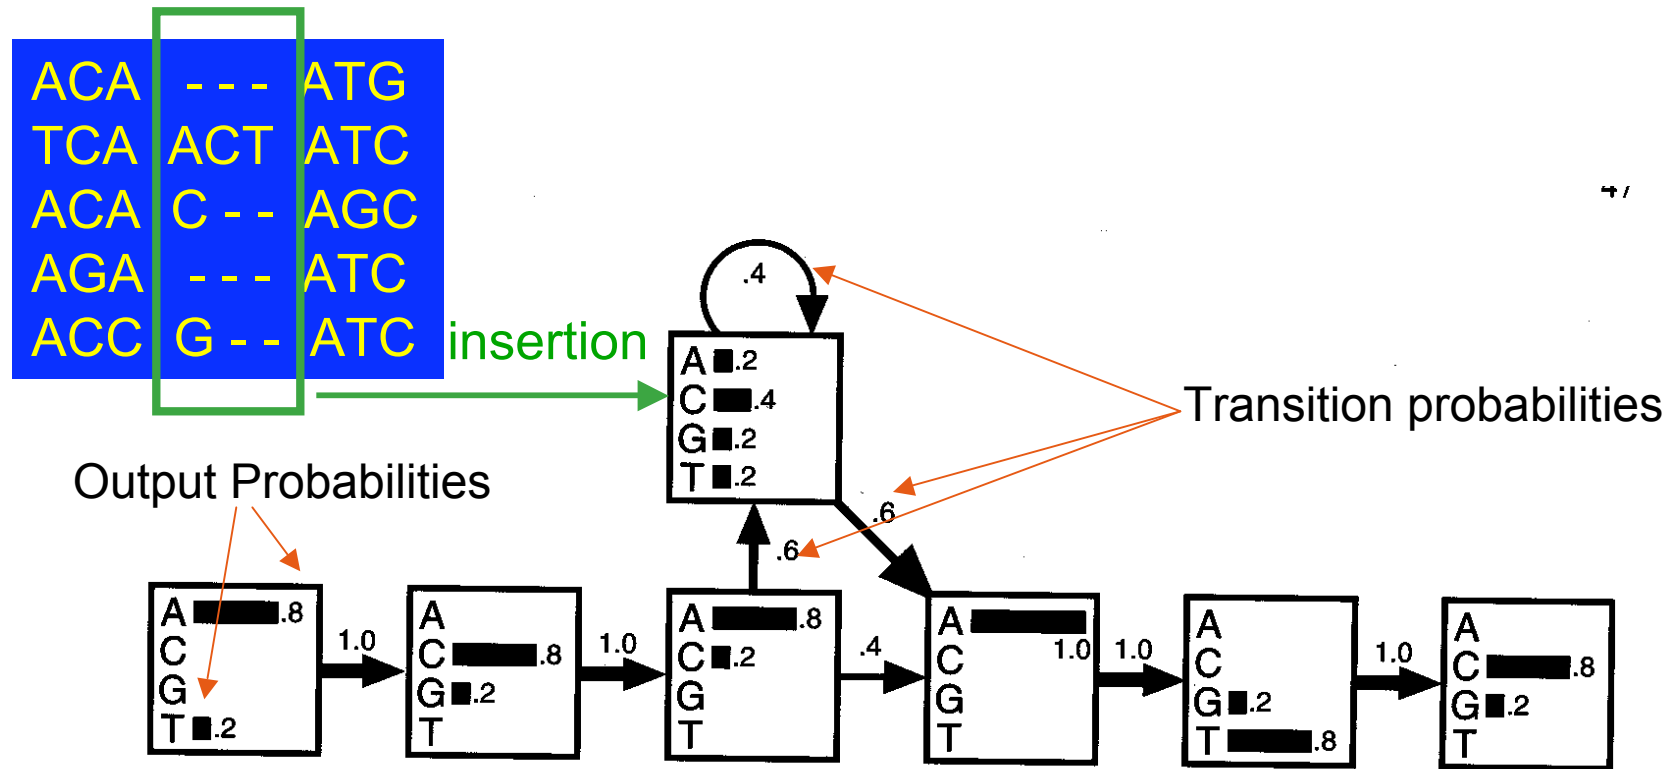 ACA - - - ATG
TCA ACT ATC
ACA C - - AGC
AGA - - - ATC
ACC G - - ATC
insertion
.4
A .2
C .4
G .2
T .2
Transition probabilities
Output Probabilities
.6
.6
A .8
C
G
T .2
1.0
A
C .8
G .2
T
1.0
A .8
C .2
G
T
.4
A 1.0
C
G
T
1.0
A
C
G .2
T .8
1.0
A
C .8
G .2
T